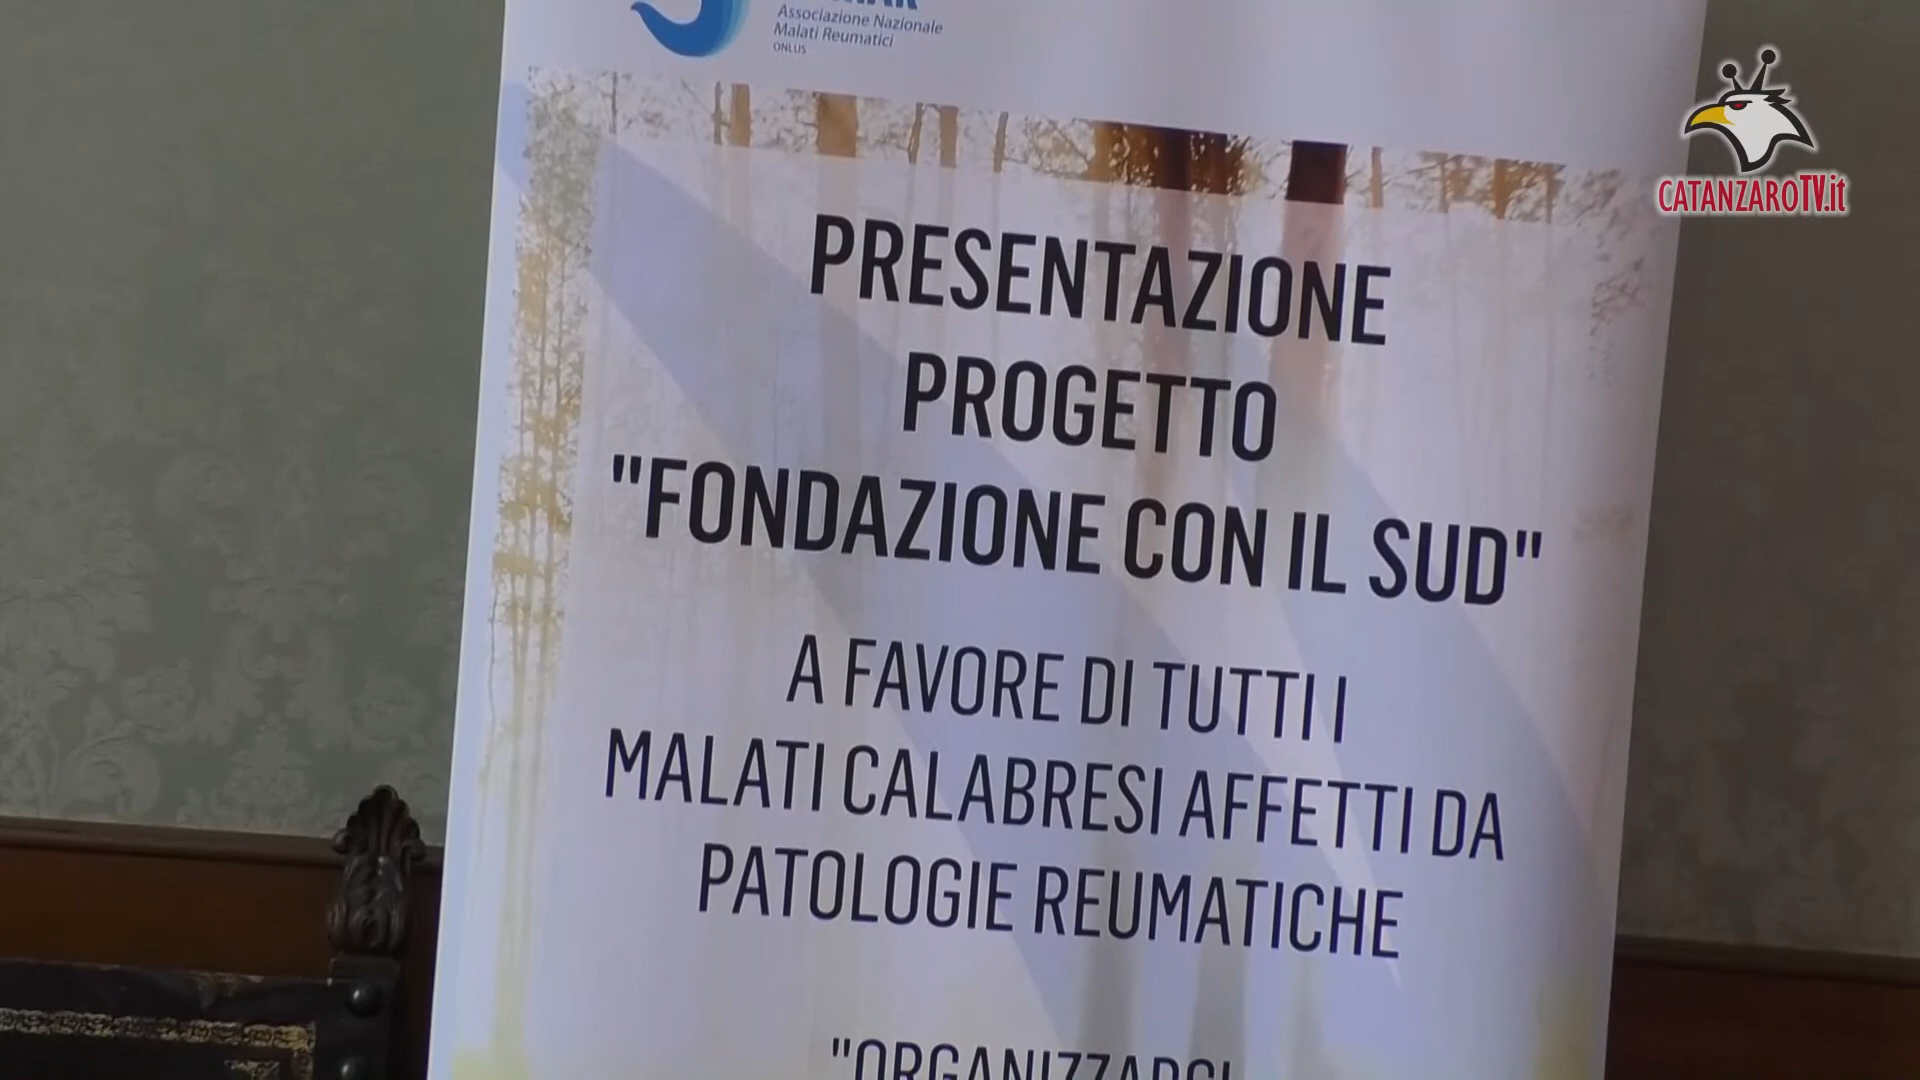 Associazione Nazionale
Malati Reumatici
ONLUS
CATANZAROTV.it
PRESENTAZIONE
PROGETTO
"FONDAZIONE CON IL SUD"
A FAVORE DI TUTTI I
MALATI CALABRESI AFFETTI DA
PATOLOGIE REUMATICHE
"ORGANIZZARCI